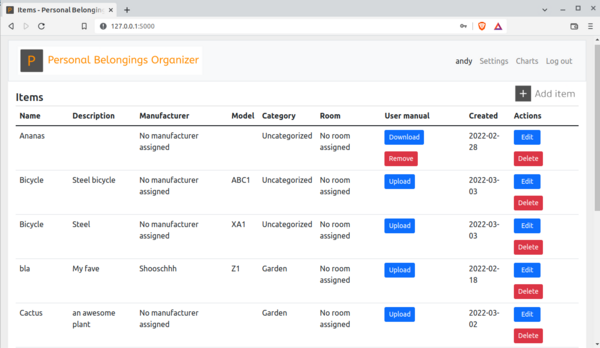 Items - Personal Belonging
127.0.0.1:5000
P Personal Belongings Organizer
andy Settings Charts Log out
Items
+ Add item
Name Description Manufacturer Model Category Room User manual Created Actions
Ananas No manufacturer Uncategorized No room Download 2022-02- Edit
assigned assigned Remove 28 Delete
Bicycle Steel bicycle No manufacturer ABC1 Uncategorized No room Upload 2022-03- Edit
assigned assigned 03 Delete
Bicycle Steel No manufacturer XA1 Uncategorized No room Upload 2022-03- Edit
assigned assigned 03 Delete
bla My fave Shooschhh Z1 Garden No room Upload 2022-02- Edit
assigned 18 Delete
Cactus an awesome No manufacturer Garden No room Upload 2022-03- Edit
plant assigned assigned 02 Delete